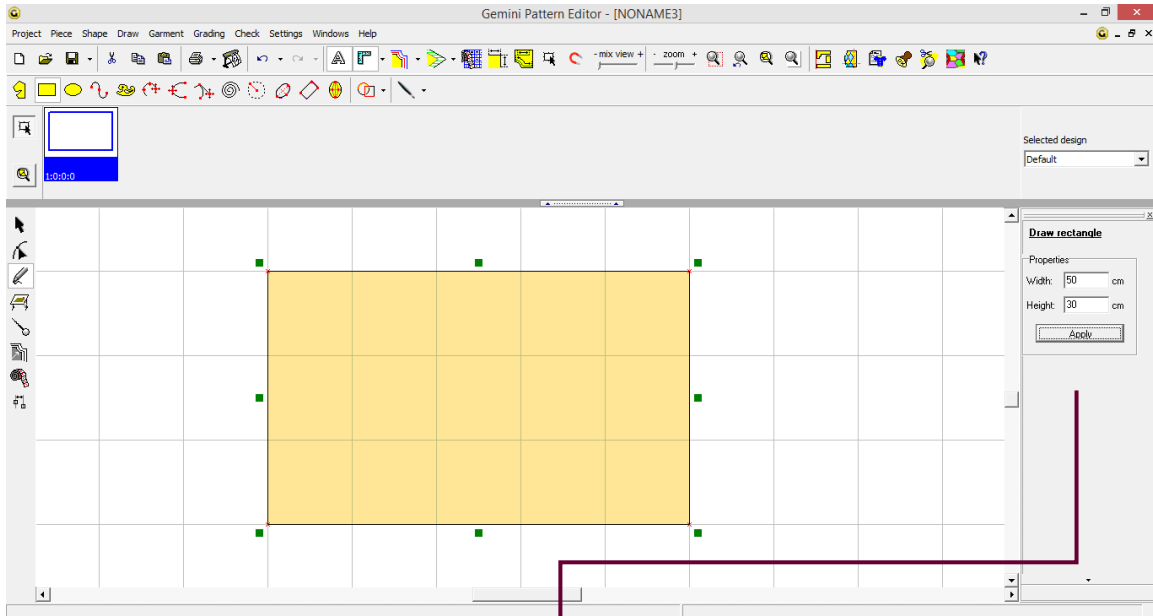 Gemini Pattern Editor - [NONAME3]
Project Piece Shape Draw Garment Grading Check Settings Windows Help
-mix view +
- zoom +
1:0:0:0
Selected design
Default
Draw rectangle
Properties
Width: 50 cm
Height: 30 cm
Apply